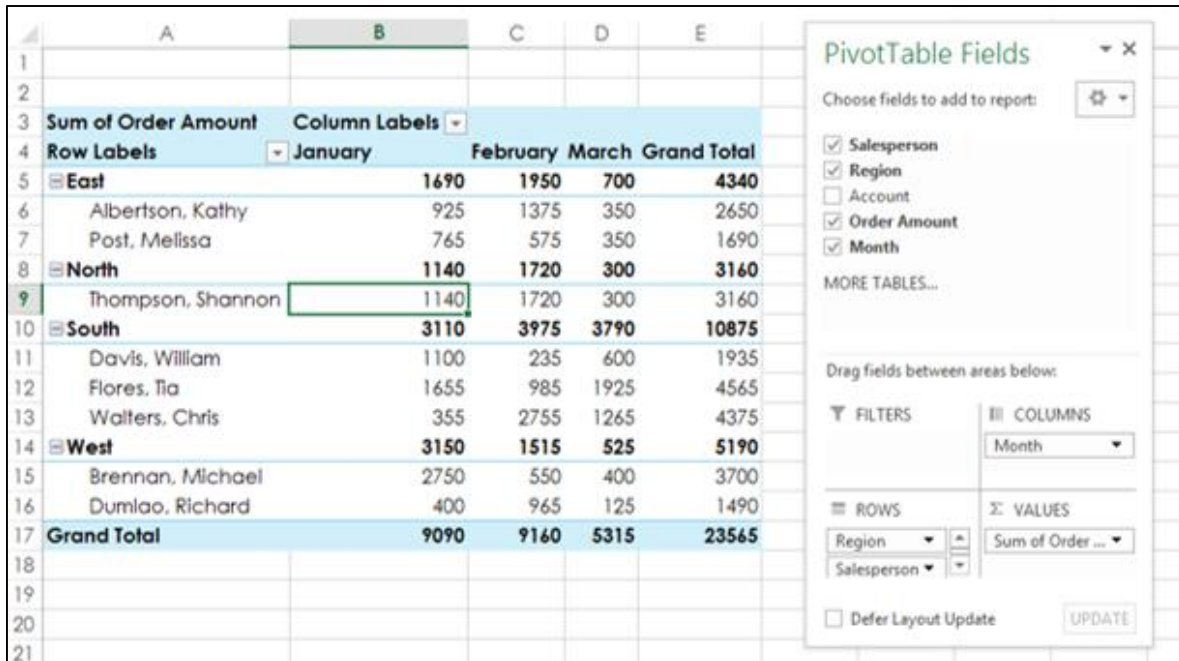 A B C D E
1
2
3 Sum of Order Amount Column Labels
4 Row Labels January February March Grand Total
5 East 1690 1950 700 4340
6 Albertson, Kathy 925 1375 350 2650
7 Post, Melissa 765 575 350 1690
8 North 1140 1720 300 3160
9 Thompson, Shannon 1140 1720 300 3160
10 South 3110 3975 3790 10875
11 Davis, William 1100 235 600 1935
12 Flores, Tia 1655 985 1925 4565
13 Walters, Chris 355 2755 1265 4375
14 West 3150 1515 525 5190
15 Brennan, Michael 2750 550 400 3700
16 Dumlao, Richard 400 965 125 1490
17 Grand Total 9090 9160 5315 23565
18
19
20
21
PivotTable Fields
Choose fields to add to report:
Salesperson
Region
Account
Order Amount
Month
MORE TABLES...
Drag fields between areas below:
FILTERS
COLUMNS
Month
ROWS
Region
Salesperson
Σ VALUES
Sum of Order ...
Defer Layout Update
UPDATE